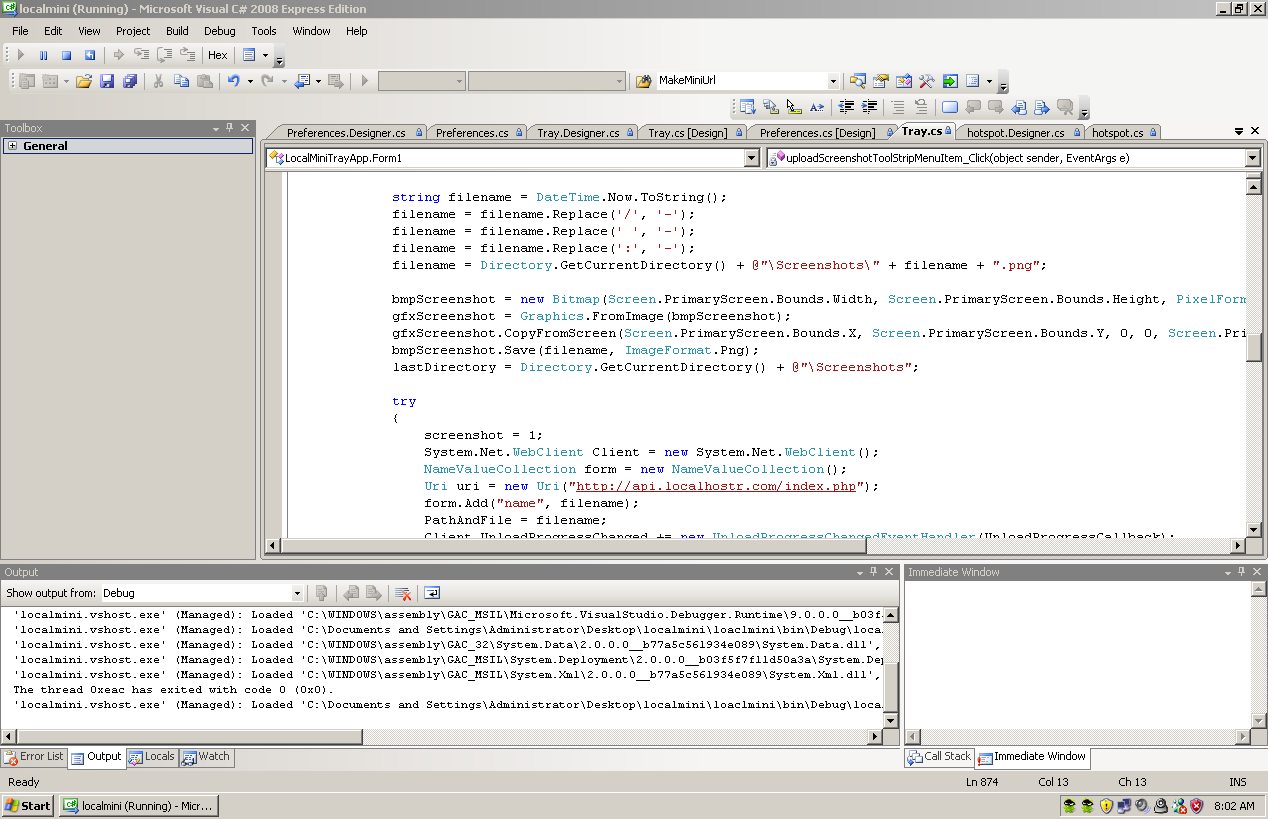 localmini (Running) - Microsoft Visual C# 2008 Express Edition
File Edit View Project Build Debug Tools Window Help
Hex
MakeMiniUrl
Toolbox
General
Preferences.Designer.cs Preferences.cs Tray.Designer.cs Tray.cs [Design] Preferences.cs [Design] Tray.cs hotspot.Designer.cs hotspot.cs
LocalMiniTrayApp.Form1 uploadScreenshotToolStripMenuItem_Click(object sender, EventArgs e)
string filename = DateTime.Now.ToString();
filename = filename.Replace('/', '-');
filename = filename.Replace(' ', '-');
filename = filename.Replace(':', '-');
filename = Directory.GetCurrentDirectory() + @"\Screenshots\" + filename + ".png";
bmpScreenshot = new Bitmap(Screen.PrimaryScreen.Bounds.Width, Screen.PrimaryScreen.Bounds.Height, PixelForm
gfxScreenshot = Graphics.FromImage(bmpScreenshot);
gfxScreenshot.CopyFromScreen(Screen.PrimaryScreen.Bounds.X, Screen.PrimaryScreen.Bounds.Y, 0, 0, Screen.Pri
bmpScreenshot.Save(filename, ImageFormat.Png);
lastDirectory = Directory.GetCurrentDirectory() + @"\Screenshots";
try
{
screenshot = 1;
System.Net.WebClient Client = new System.Net.WebClient();
NameValueCollection form = new NameValueCollection();
Uri uri = new Uri("http://api.localhostr.com/index.php");
form.Add("name", filename);
PathAndFile = filename;
Client.UploadProgressChanged += new UploadProgressChangedEventHandler(UploadProgressCallback);
Output
Show output from: Debug
'localmini.vshost.exe' (Managed): Loaded 'C:\WINDOWS\assembly\GAC_MSIL\Microsoft.VisualStudio.Debugger.Runtime\9.0.0.0__b03f
'localmini.vshost.exe' (Managed): Loaded 'C:\Documents and Settings\Administrator\Desktop\localmini\loaclmini\bin\Debug\loca
'localmini.vshost.exe' (Managed): Loaded 'C:\WINDOWS\assembly\GAC_32\System.Data\2.0.0.0__b77a5c561934e089\System.Data.dll',
'localmini.vshost.exe' (Managed): Loaded 'C:\WINDOWS\assembly\GAC_MSIL\System.Deployment\2.0.0.0__b03f5f7f11d50a3a\System.De
'localmini.vshost.exe' (Managed): Loaded 'C:\WINDOWS\assembly\GAC_MSIL\System.Xml\2.0.0.0__b77a5c561934e089\System.Xml.dll',
The thread 0xeac has exited with code 0 (0x0).
'localmini.vshost.exe' (Managed): Loaded 'C:\Documents and Settings\Administrator\Desktop\localmini\loaclmini\bin\Debug\loca
Immediate Window
Error List Output Locals Watch
Call Stack Immediate Window
Ready Ln 874 Col 13 Ch 13 INS
Start localmini (Running) - Micr... 8:02 AM